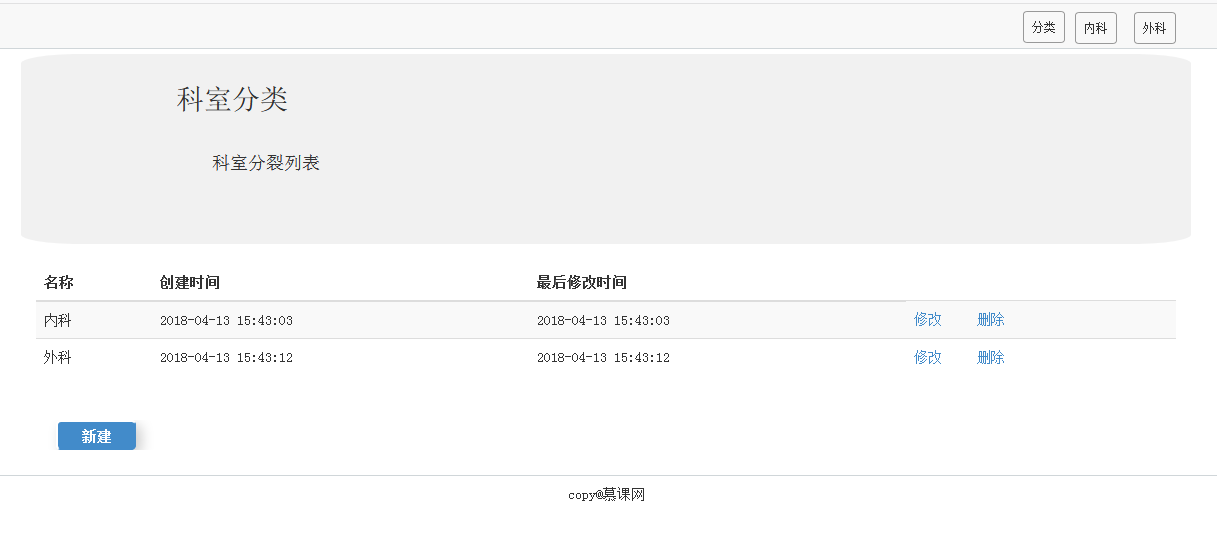 分类 内科 外科
科室分类
科室分裂列表
名称 创建时间 最后修改时间
内科 2018-04-13 15:43:03 2018-04-13 15:43:03 修改 删除
外科 2018-04-13 15:43:12 2018-04-13 15:43:12 修改 删除
新建
copy@慕课网